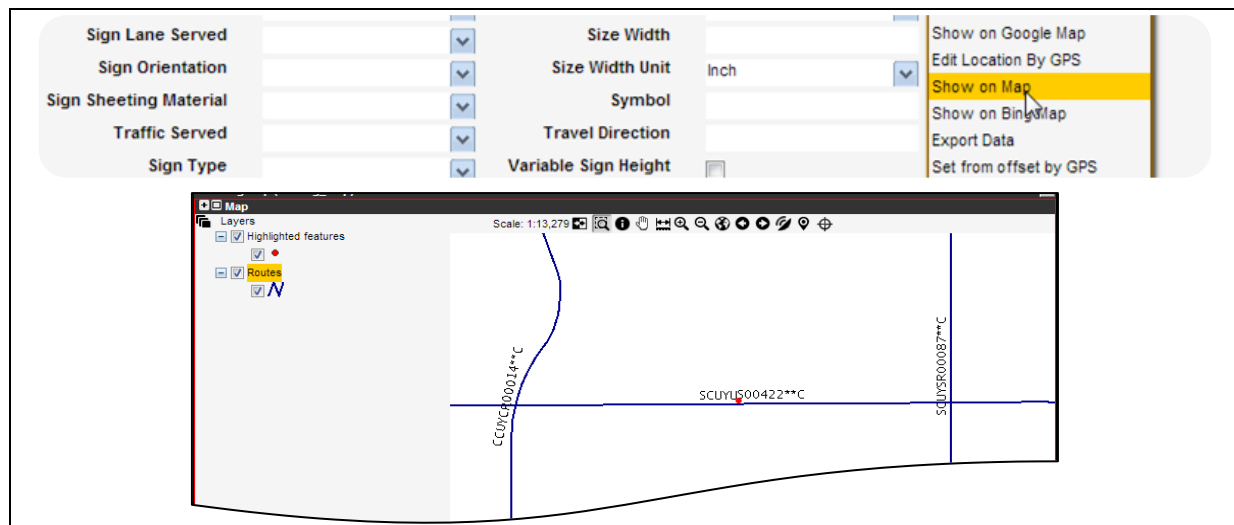 Sign Lane Served
Size Width
Show on Google Map
Sign Orientation
Size Width Unit
Inch
Edit Location By GPS
Sign Sheeting Material
Symbol
Show on Map
Show on Bing Map
Traffic Served
Travel Direction
Export Data
Sign Type
Variable Sign Height
Set from offset by GPS
Map
Layers
Scale: 1:13,279
Highlighted features
Routes
CCUYCR00014**C
SCUYUS00422**C
SCUYSR00087**C